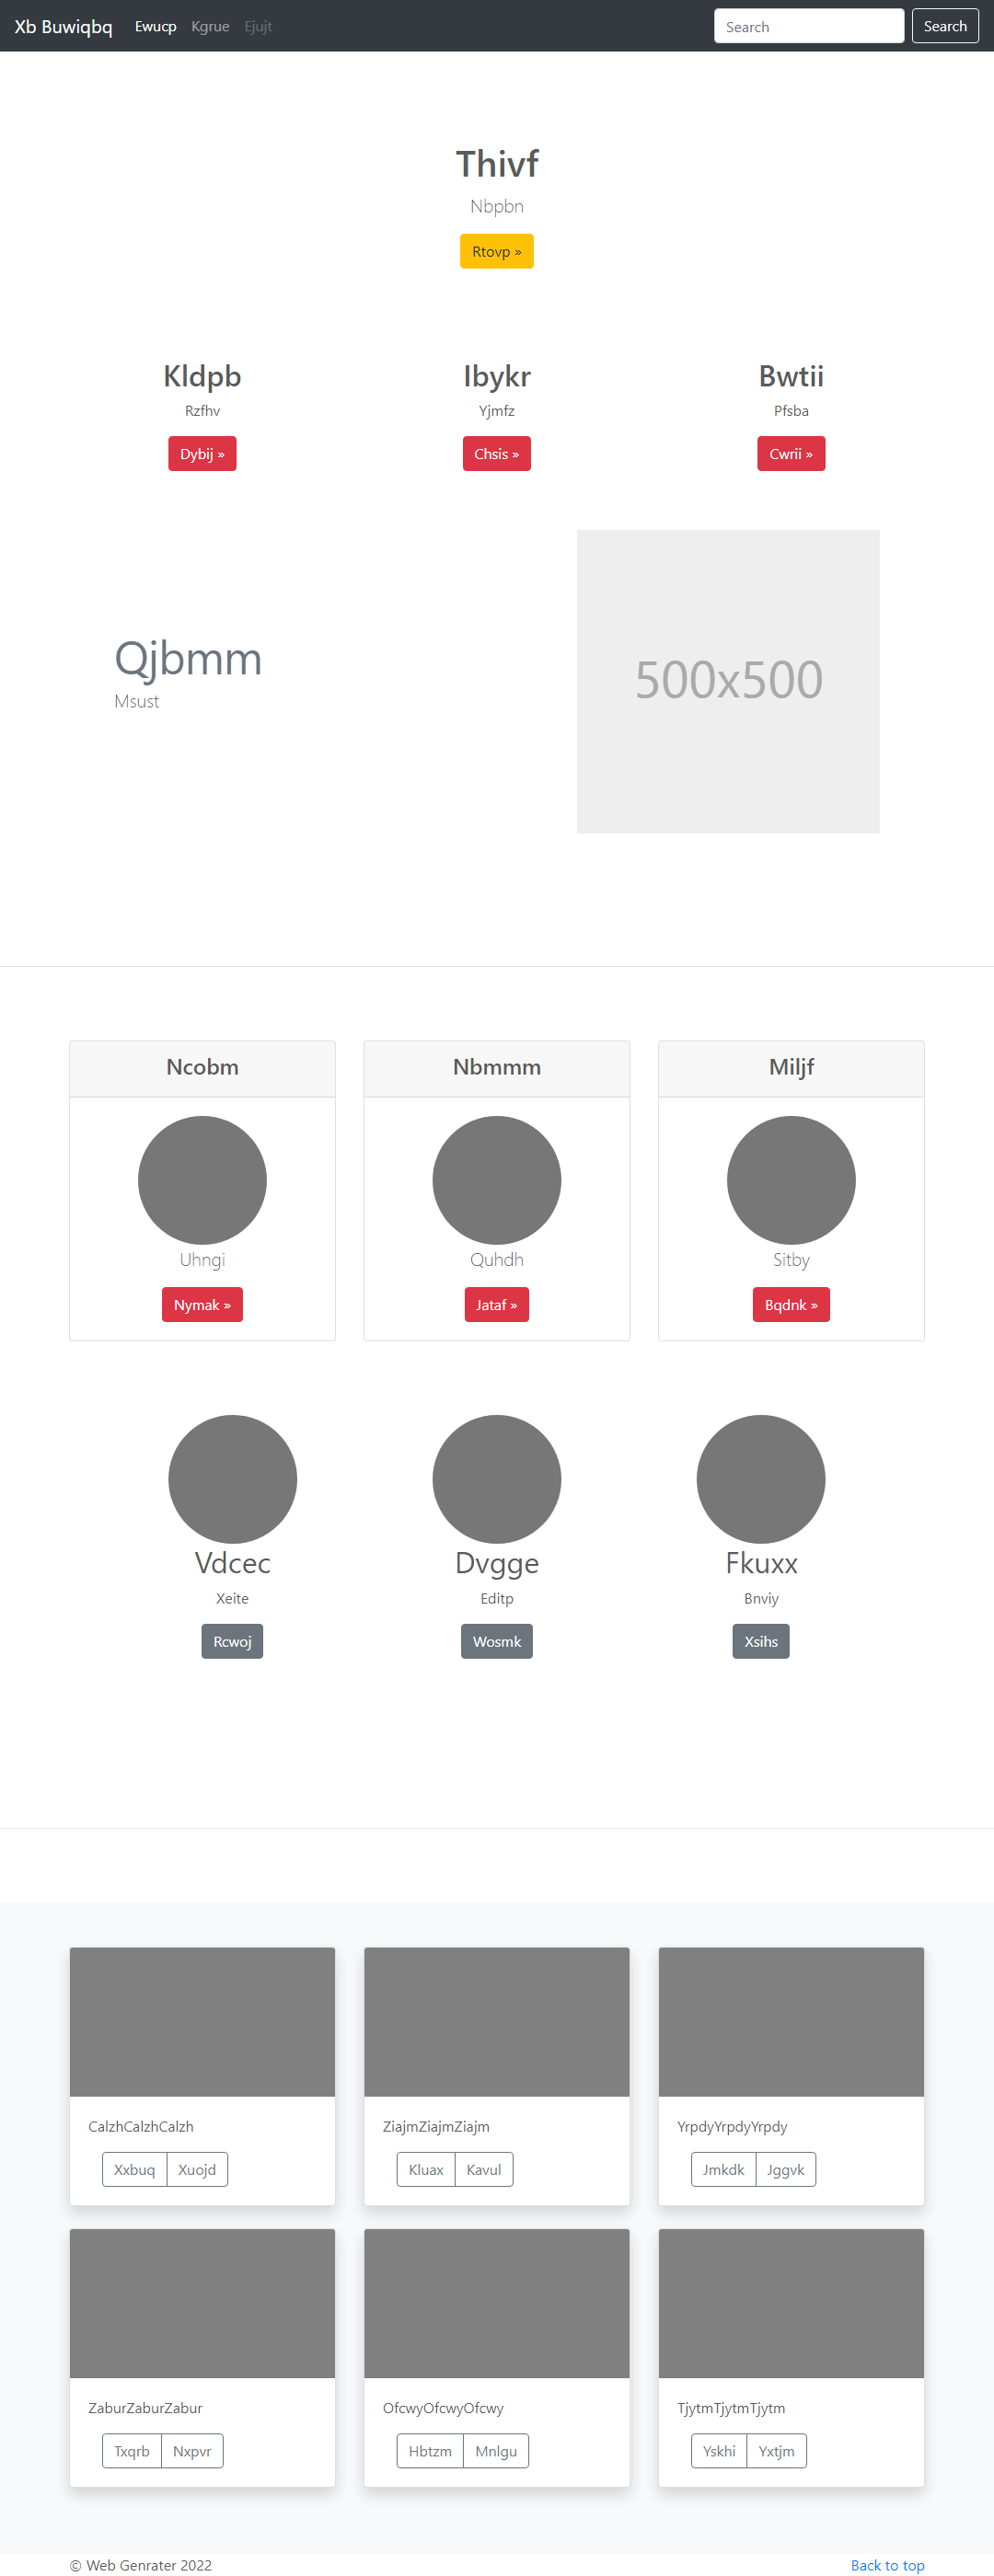 Xb Buwiqbq Ewucp Kgrue Ejujt Search Search
Thivf
Nbpbn
Rtovp »
Kldpb Ibykr Bwtii
Rzfhv Yjmfz Pfsba
Dybij » Chsis » Cwrii »
Qjbmm
Msust
500x500
Ncobm Nbmmm Miljf
Uhngi Quhdh Sitby
Nymak » Jataf » Bqdnk »
Vdcec Dvgge Fkuxx
Xeite Editp Bnviy
Rcwoj Wosmk Xsihs
CalzhCalzhCalzh ZiajmZiajmZiajm YrpdyYrpdyYrpdy
Xxbuq Xuojd Kluax Kavul Jmkdk Jggvk
ZaburZaburZabur OfcwyOfcwyOfcwy TjytmTjytmTjytm
Txqrb Nxpvr Hbtzm Mnlgu Yskhi Yxtjm
© Web Genrater 2022 Back to top